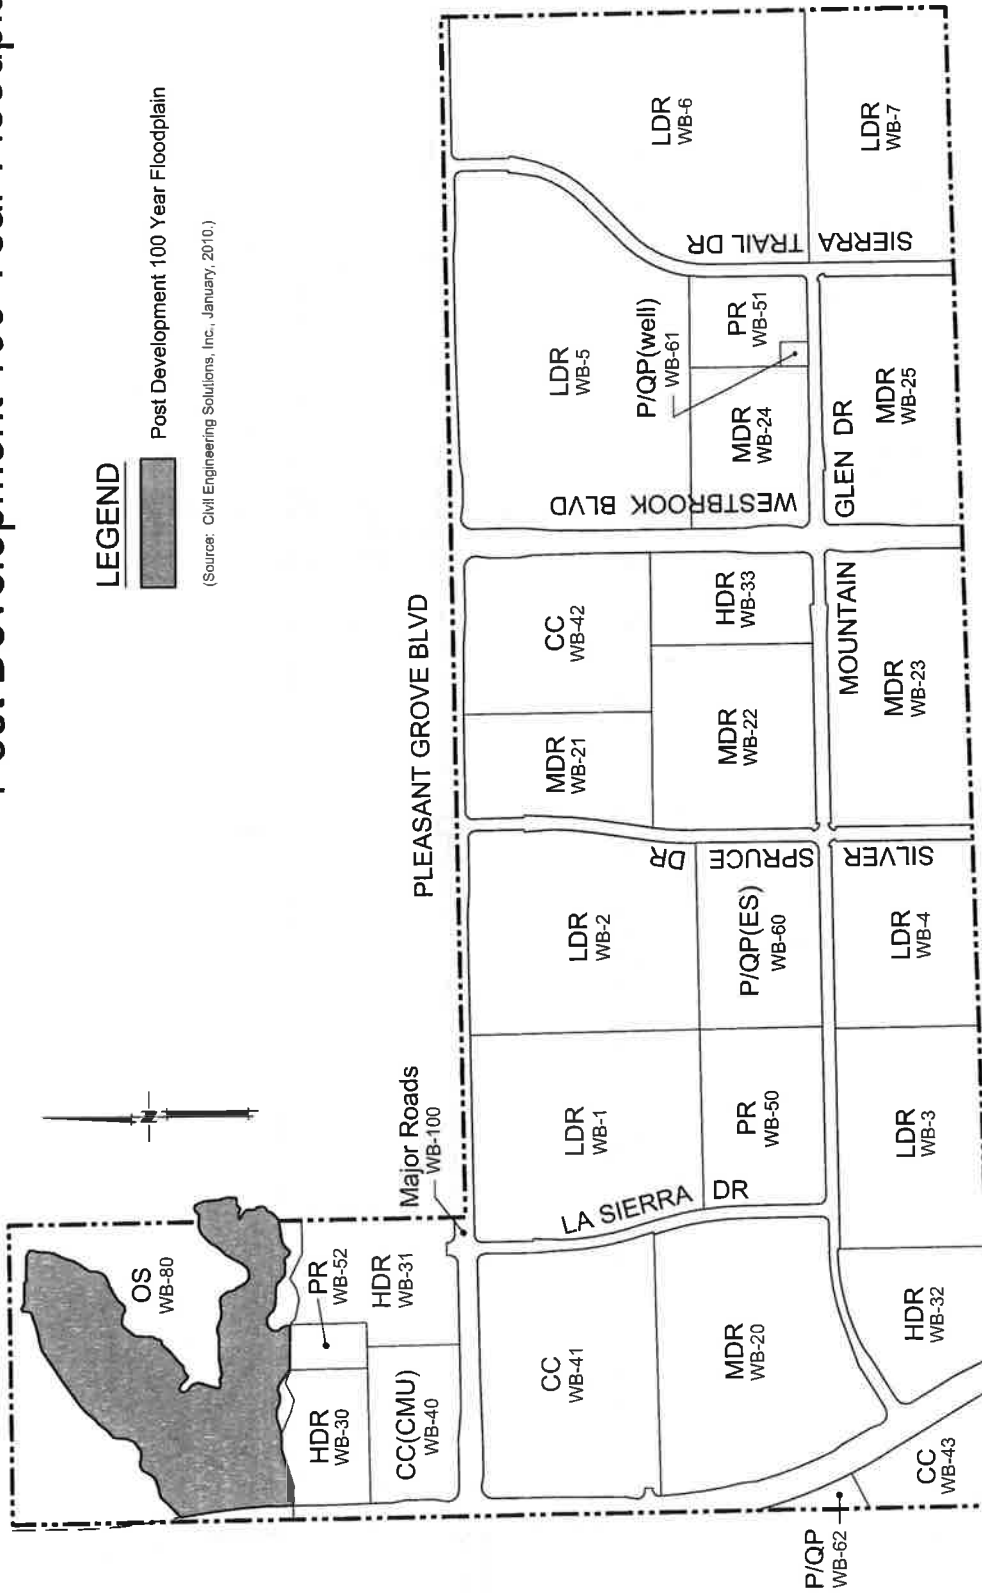 Post Development 100 Year
LEGEND
Post Development 100 Year Floodplain
(Source: Civil Engineering Solutions, Inc., January, 2010.)
N
OS
WB-80
HDR
WB-30
PR
WB-52
HDR
WB-31
CC(CMU)
WB-40
Major Roads
WB-100
PLEASANT GROVE BLVD
CC
WB-41
LDR
WB-1
LDR
WB-2
MDR
WB-21
CC
WB-42
LDR
WB-5
LDR
WB-6
LA SIERRA DR
SILVER SPRUCE DR
WESTBROOK BLVD
SIERRA TRAIL DR
P/QP(well)
WB-61
MDR
WB-20
PR
WB-50
P/QP(ES)
WB-60
MDR
WB-22
HDR
WB-33
MDR
WB-24
PR
WB-51
MOUNTAIN GLEN DR
P/QP
WB-62
CC
WB-43
HDR
WB-32
LDR
WB-3
LDR
WB-4
MDR
WB-23
MDR
WB-25
LDR
WB-7